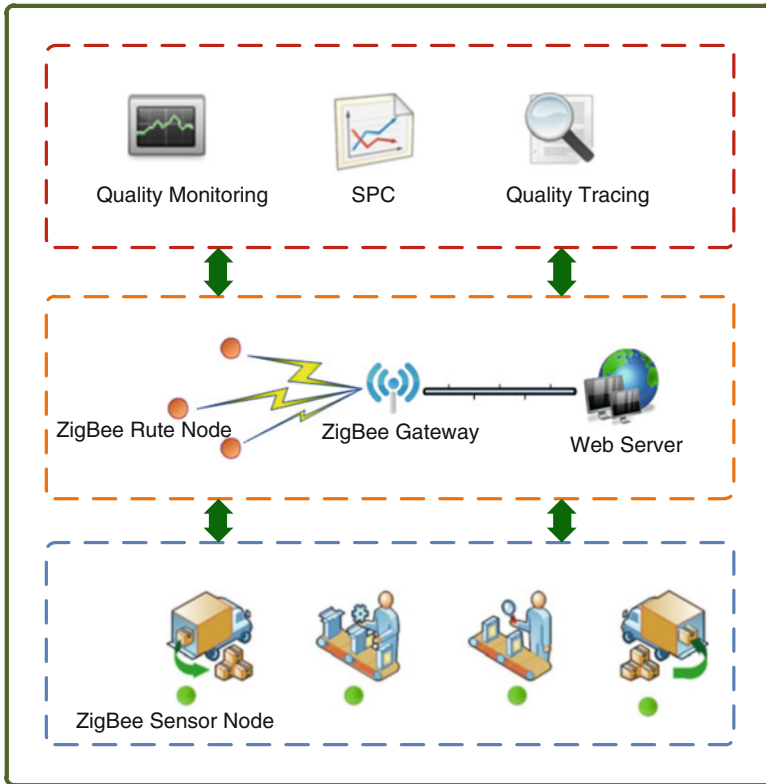 Quality Monitoring
SPC
Quality Tracing
ZigBee Rute Node
ZigBee Gateway
Web Server
ZigBee Sensor Node